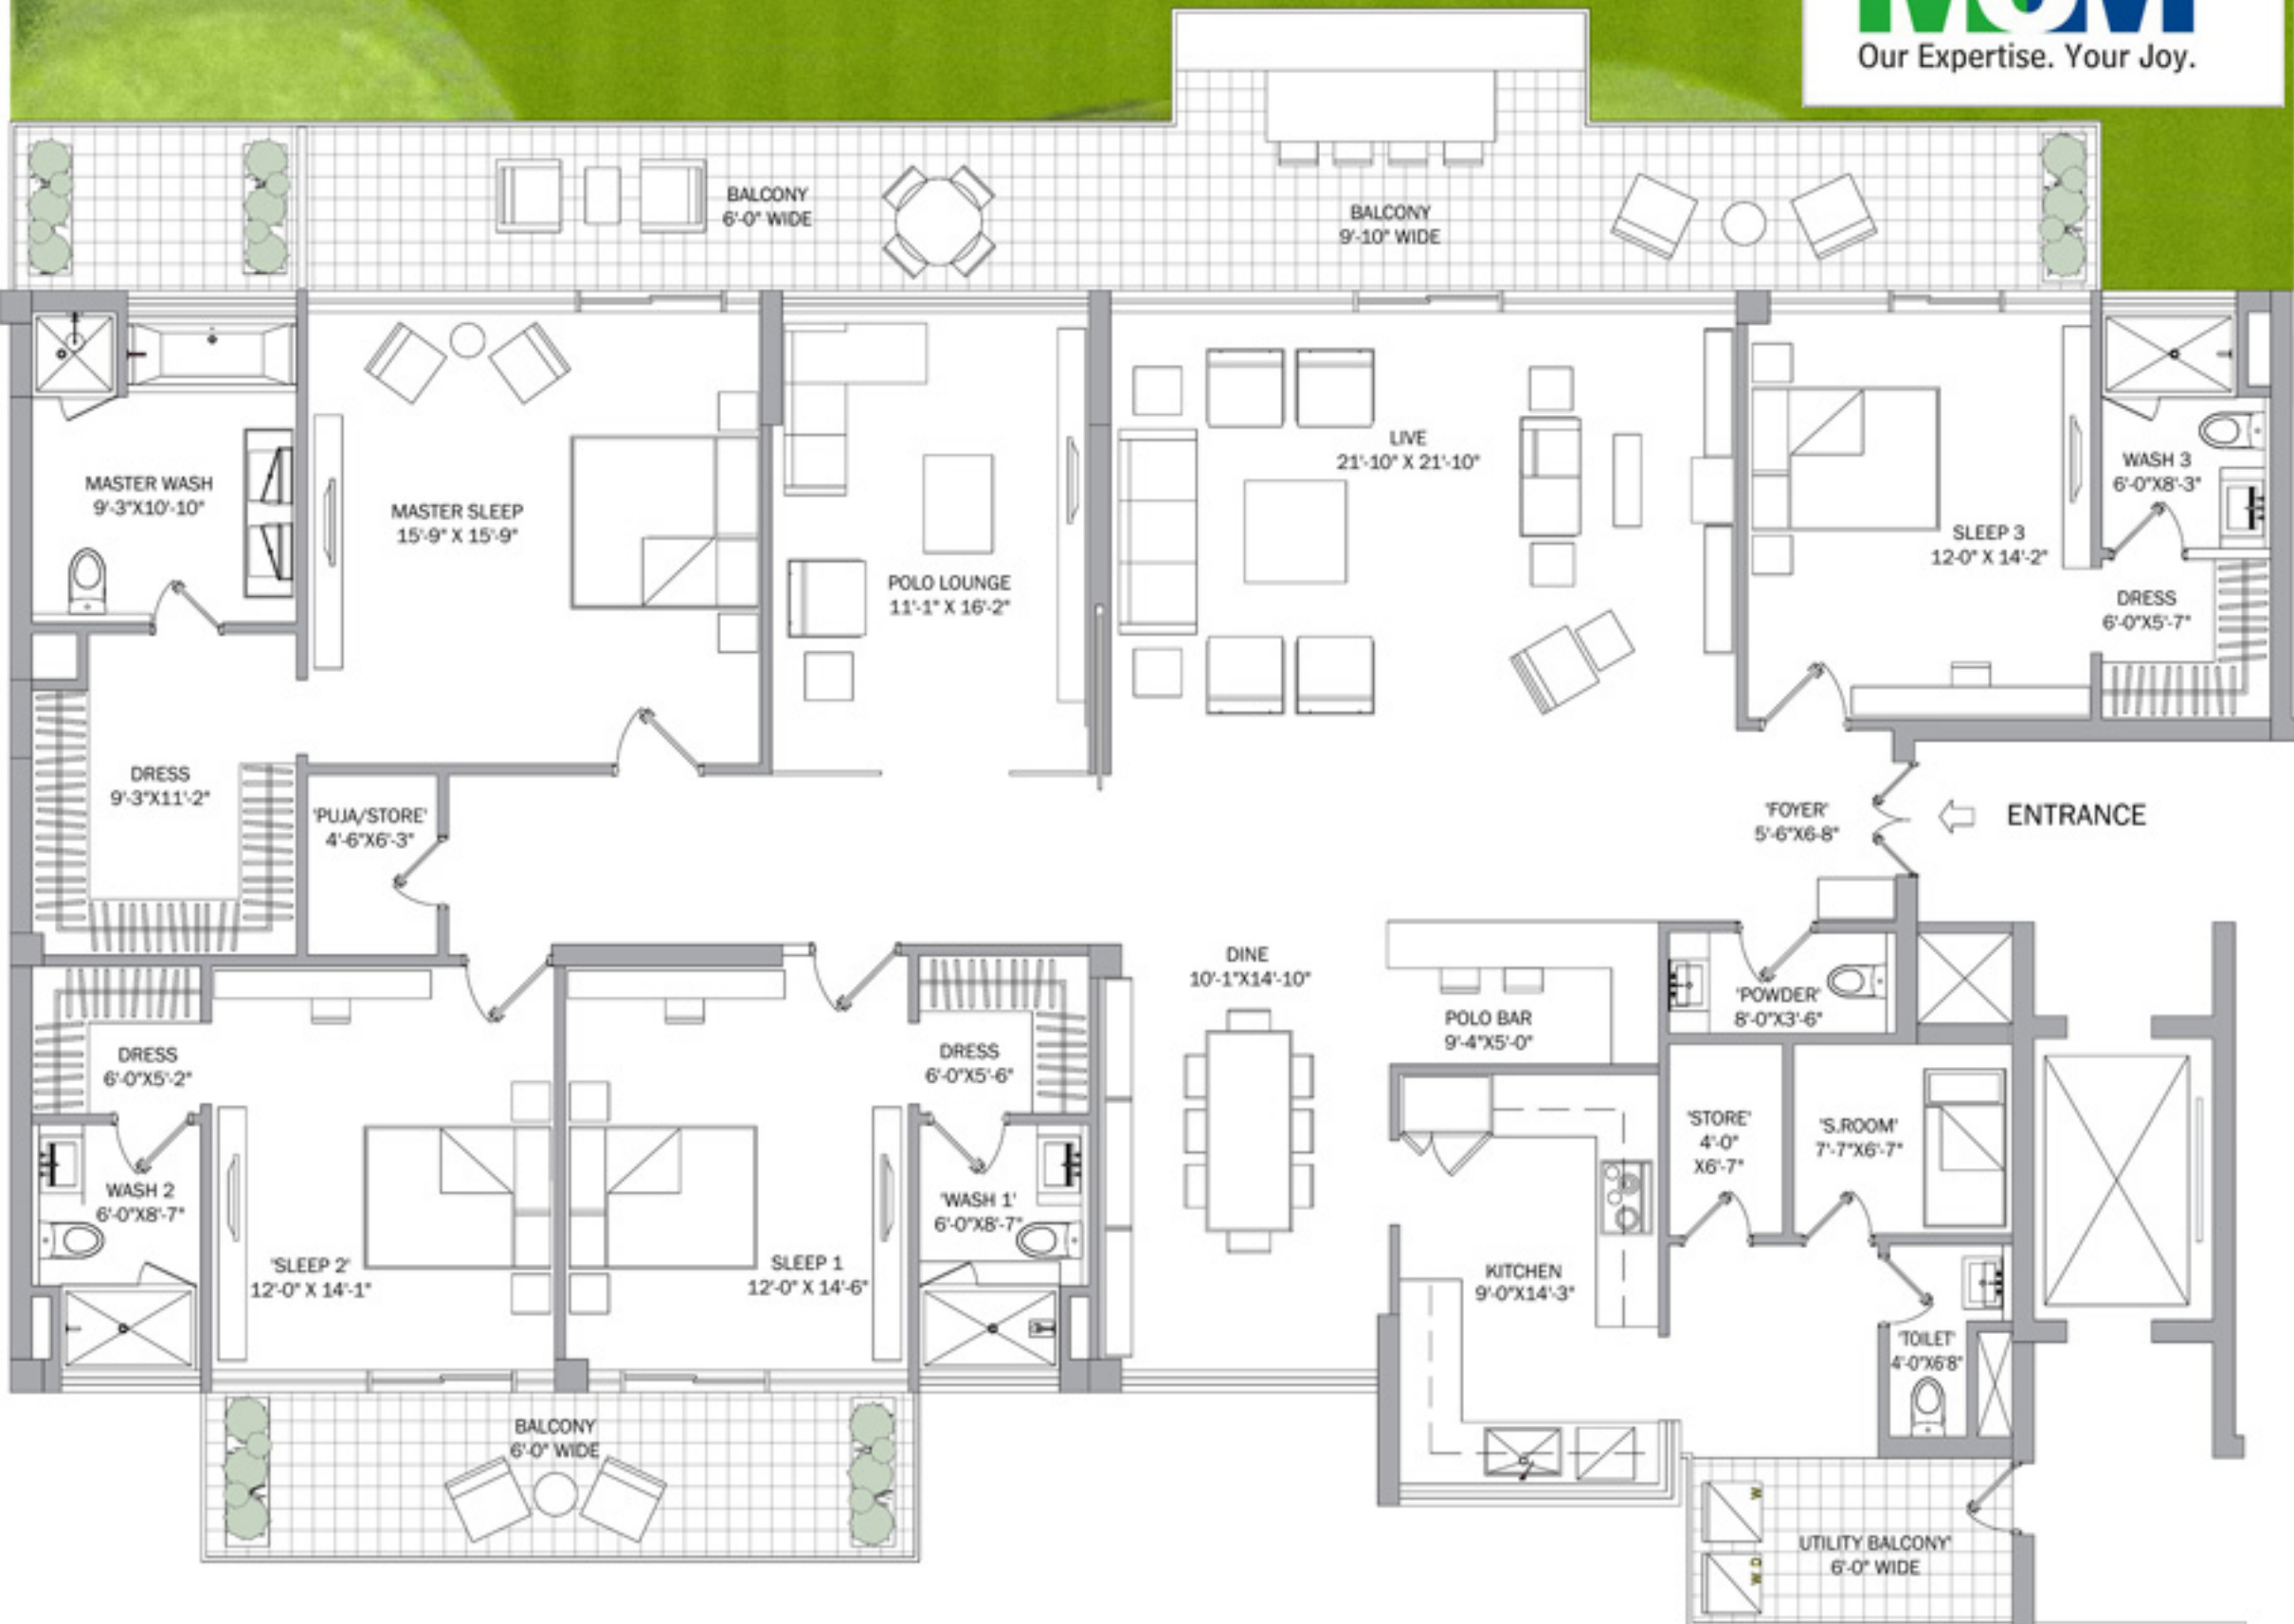 M3M
Our Expertise. Your Joy.
BALCONY
6'-0" WIDE
BALCONY
9'-10" WIDE
MASTER WASH
9'-3"X10'-10"
MASTER SLEEP
15'-9" X 15'-9"
POLO LOUNGE
11'-1" X 16'-2"
LIVE
21'-10" X 21'-10"
SLEEP 3
12-0" X 14'-2"
WASH 3
6'-0"X8'-3"
DRESS
6'-0"X5'-7"
DRESS
9'-3"X11'-2"
'PUJA/STORE'
4'-6"X6'-3"
'FOYER'
5'-6"X6-8"
ENTRANCE
DINE
10'-1"X14'-10"
POLO BAR
9'-4"X5'-0"
'POWDER'
8'-0"X3'-6"
DRESS
6'-0"X5'-2"
DRESS
6'-0"X5'-6"
'STORE'
4'-0"
X6'-7"
'S.ROOM'
7'-7"X6'-7"
WASH 2
6'-0"X8'-7"
'SLEEP 2'
12'-0" X 14'-1"
SLEEP 1
12'-0" X 14'-6"
'WASH 1'
6'-0"X8'-7"
KITCHEN
9'-0"X14'-3"
'TOILET'
4'-0"X6'8"
BALCONY
6'-0" WIDE
W
W D
UTILITY BALCONY'
6'-0" WIDE